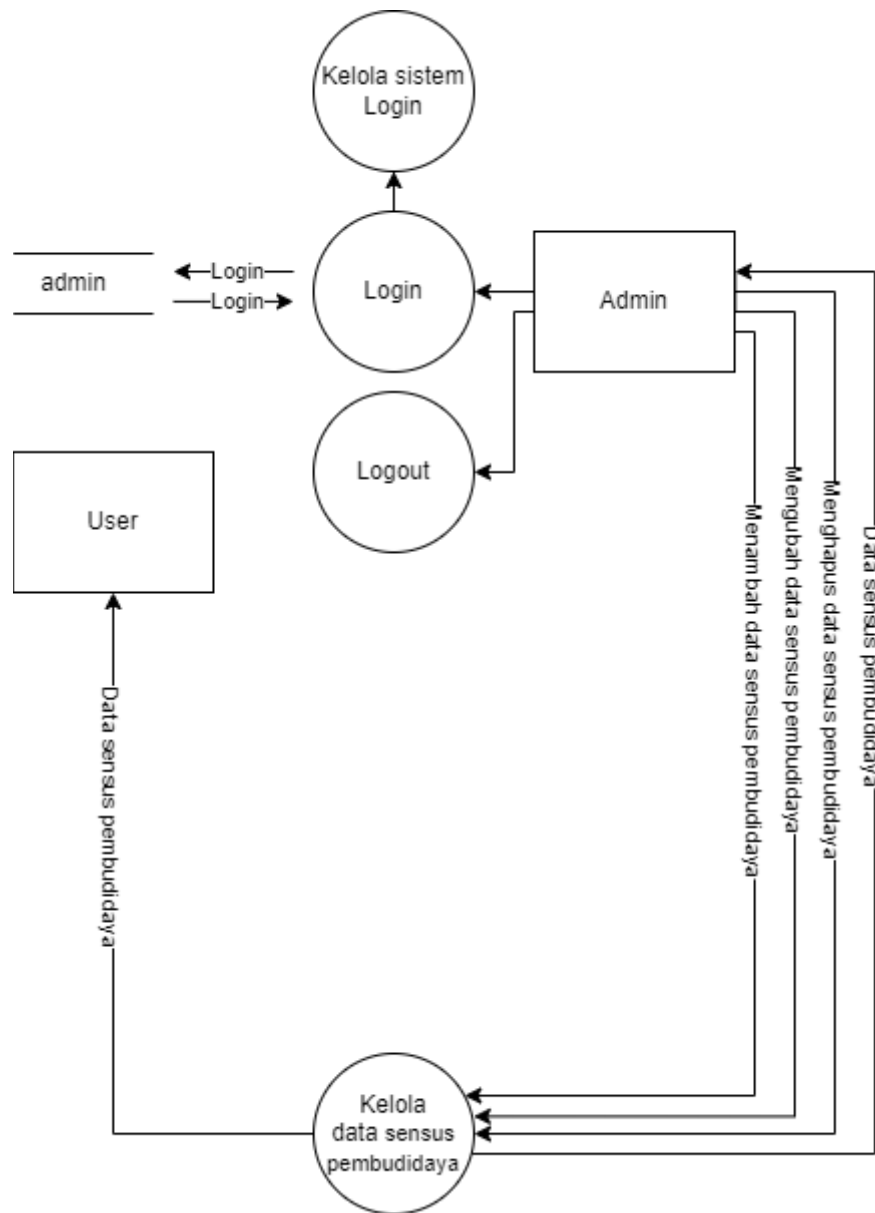 Kelola sistem
Login
admin
Login
Login
Login
Admin
Logout
User
Menambah data sensus pembudidaya
Mengubah data sensus pembudidaya
Menghapus data sensus pembudidaya
Data sensus pembudidaya
Data sensus pembudidaya
Kelola
data sensus
pembudidaya